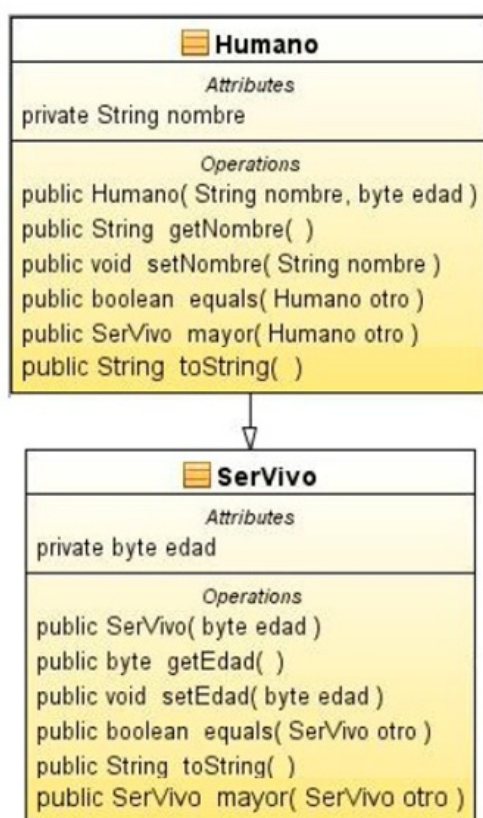 Humano
Attributes
private String nombre
Operations
public Humano( String nombre, byte edad )
public String getNombre( )
public void setNombre( String nombre )
public boolean equals( Humano otro )
public SerVivo mayor( Humano otro )
public String toString( )
SerVivo
Attributes
private byte edad
Operations
public SerVivo( byte edad )
public byte getEdad( )
public void setEdad( byte edad )
public boolean equals( SerVivo otro )
public String toString( )
public SerVivo mayor( SerVivo otro )